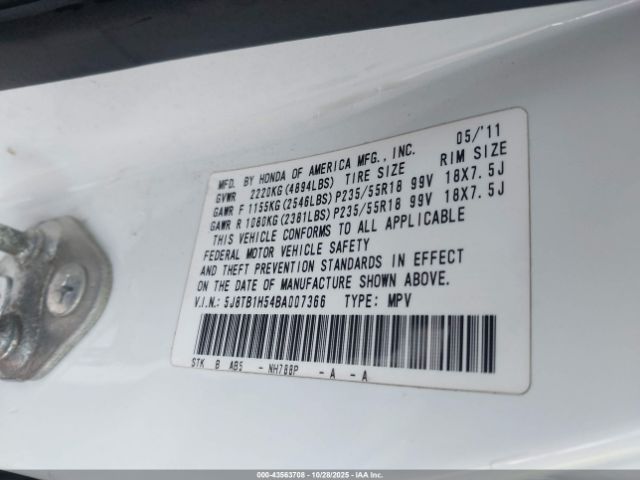 MFD. BY HONDA OF AMERICA MFG., INC. 05/'11
GVWR 2220KG(4894LBS) TIRE SIZE RIM SIZE
GAWR F 1155KG(2546LBS)P235/55R18 99V 18X7.5J
GAWR R 1080KG(2381LBS)P235/55R18 99V 18X7.5J
THIS VEHICLE CONFORMS TO ALL APPLICABLE
FEDERAL MOTOR VEHICLE SAFETY
AND THEFT PREVENTION STANDARDS IN EFFECT
ON THE DATE OF MANUFACTURE SHOWN ABOVE.
V.I.N.: 5J8TB1H54BA007366 TYPE: MPV
STK B AB5 - NH788P - A - A
000-43563708 | 10/28/2025 | IAAI.com